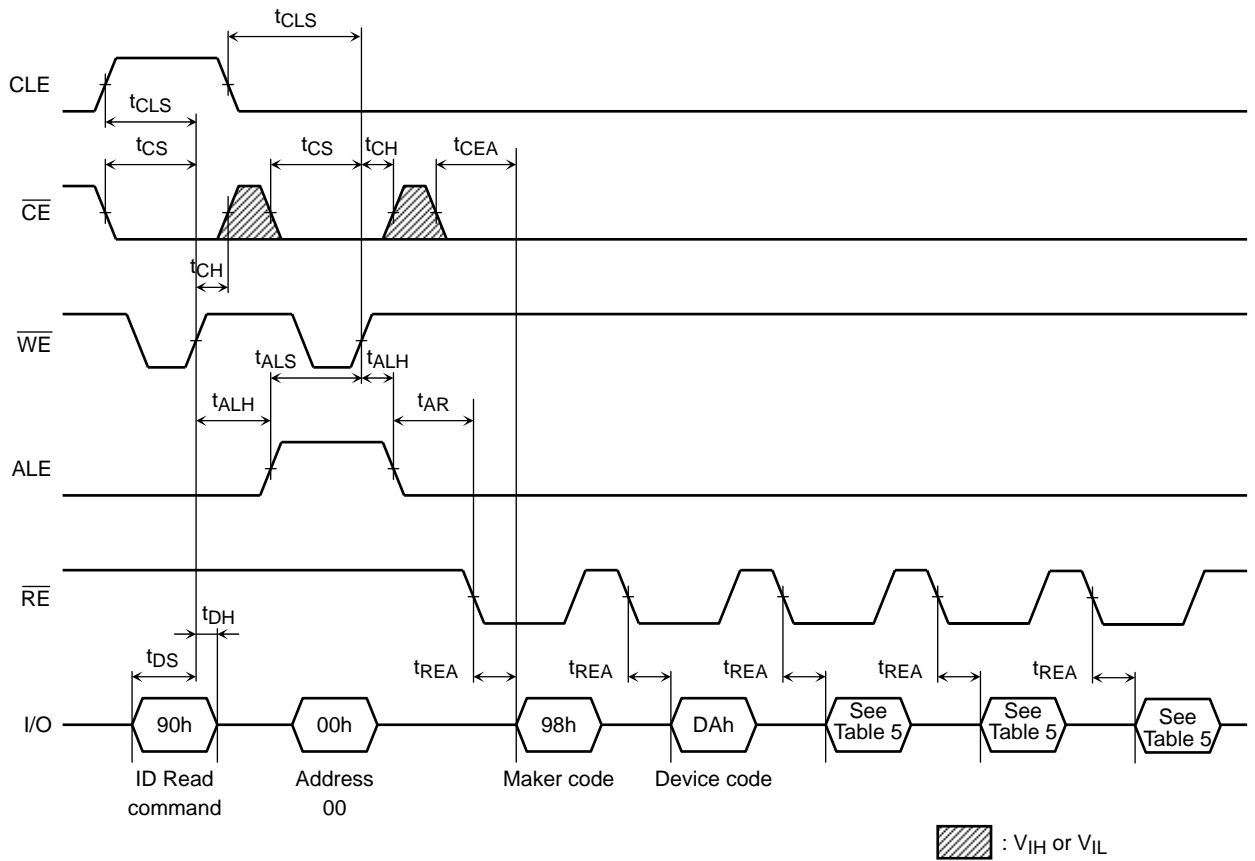 tCLS
CLE
tCLS
tCS
tCS
tCH
tCEA
CE
tCH
WE
tALS
tALH
tALH
tAR
ALE
RE
tDH
tDS
tREA
tREA
tREA
tREA
tREA
I/O
90h
00h
98h
DAh
See
Table 5
See
Table 5
See
Table 5
ID Read
command
Address
00
Maker code
Device code
: VIH or VIL